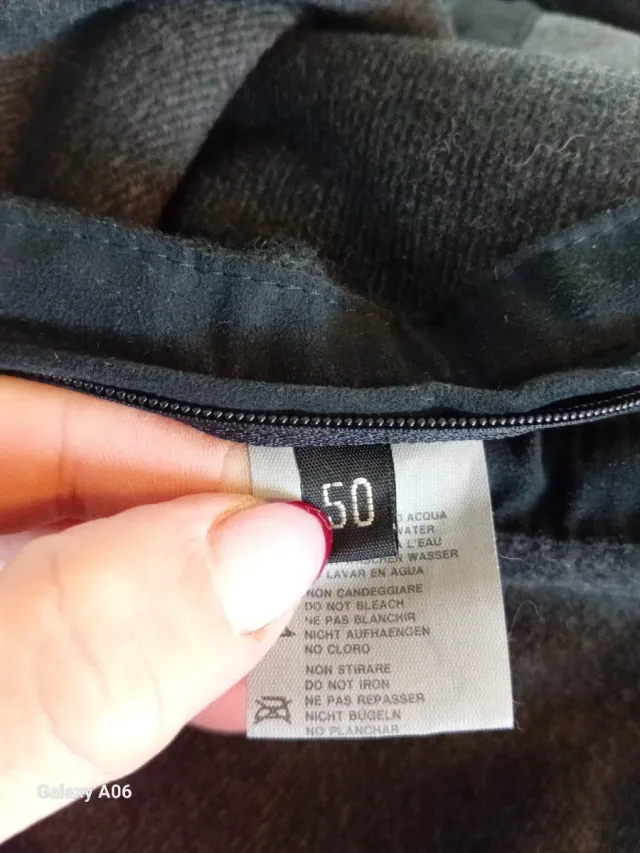 50
ACQUA
WATER
A L'EAU
WASSER
LAVAR EN AGUA
NON CANDEGGIARE
DO NOT BLEACH
NE PAS BLANCHIR
NICHT AUFHAENGEN
NO CLORO
NON STIRARE
DO NOT IRON
NE PAS REPASSER
NICHT BÜGELN
NO PLANCHAR
Galaxy A06